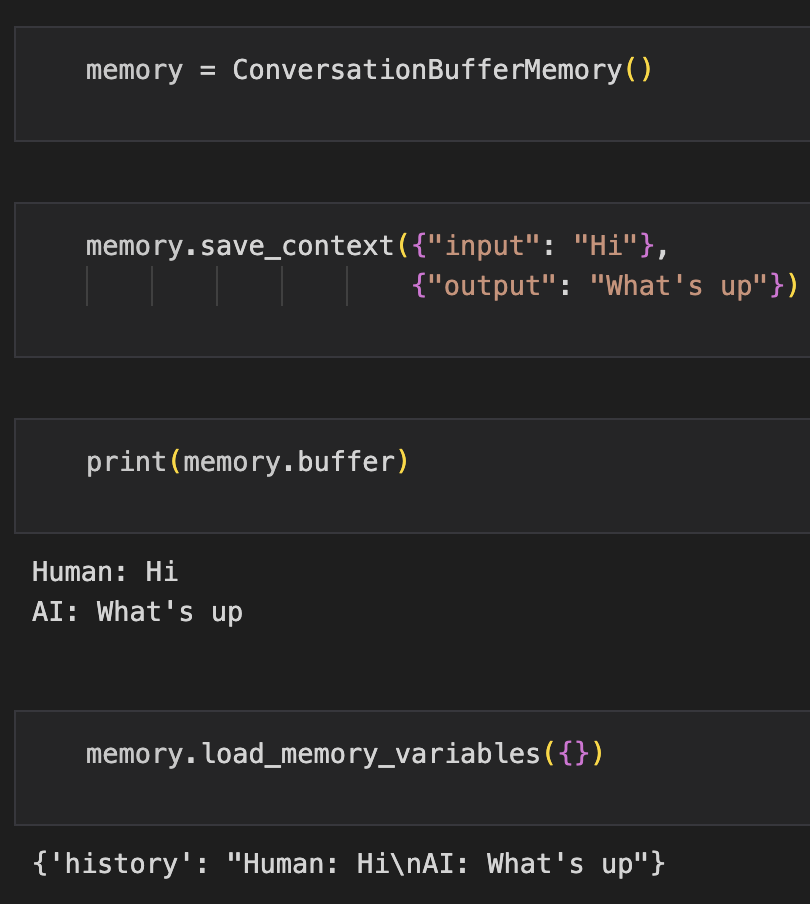 memory = ConversationBufferMemory()
memory.save_context({"input": "Hi"},
                    {"output": "What's up"})
print(memory.buffer)
Human: Hi
AI: What's up
memory.load_memory_variables({})
{'history': "Human: Hi\nAI: What's up"}